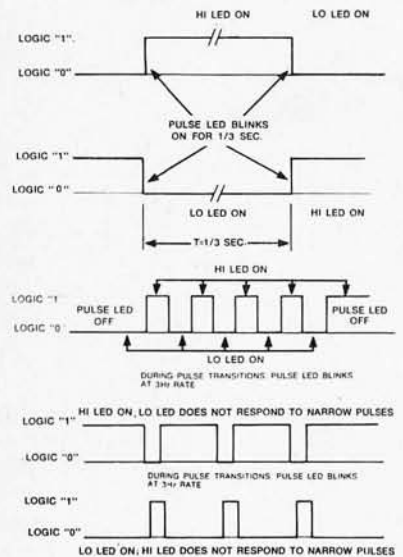 HI LED ON LO LED ON
LOGIC "1".
LOGIC "0"
PULSE LED BLINKS
ON FOR 1/3 SEC.
LOGIC "1"
LOGIC "0"
LO LED ON HI LED ON
T=1/3 SEC.
HI LED ON
LOGIC "1
PULSE LED
OFF
PULSE LED
OFF
LOGIC "0
LO LED ON
DURING PULSE TRANSITIONS PULSE LED BLINKS
AT 3Hz RATE
HI LED ON, LO LED DOES NOT RESPOND TO NARROW PULSES
LOGIC "1"
LOGIC "0"
DURING PULSE TRANSITIONS PULSE LED BLINKS
AT 3Hz RATE
LOGIC "1"
LOGIC "0"
LO LED ON; HI LED DOES NOT RESPOND TO NARROW PULSES